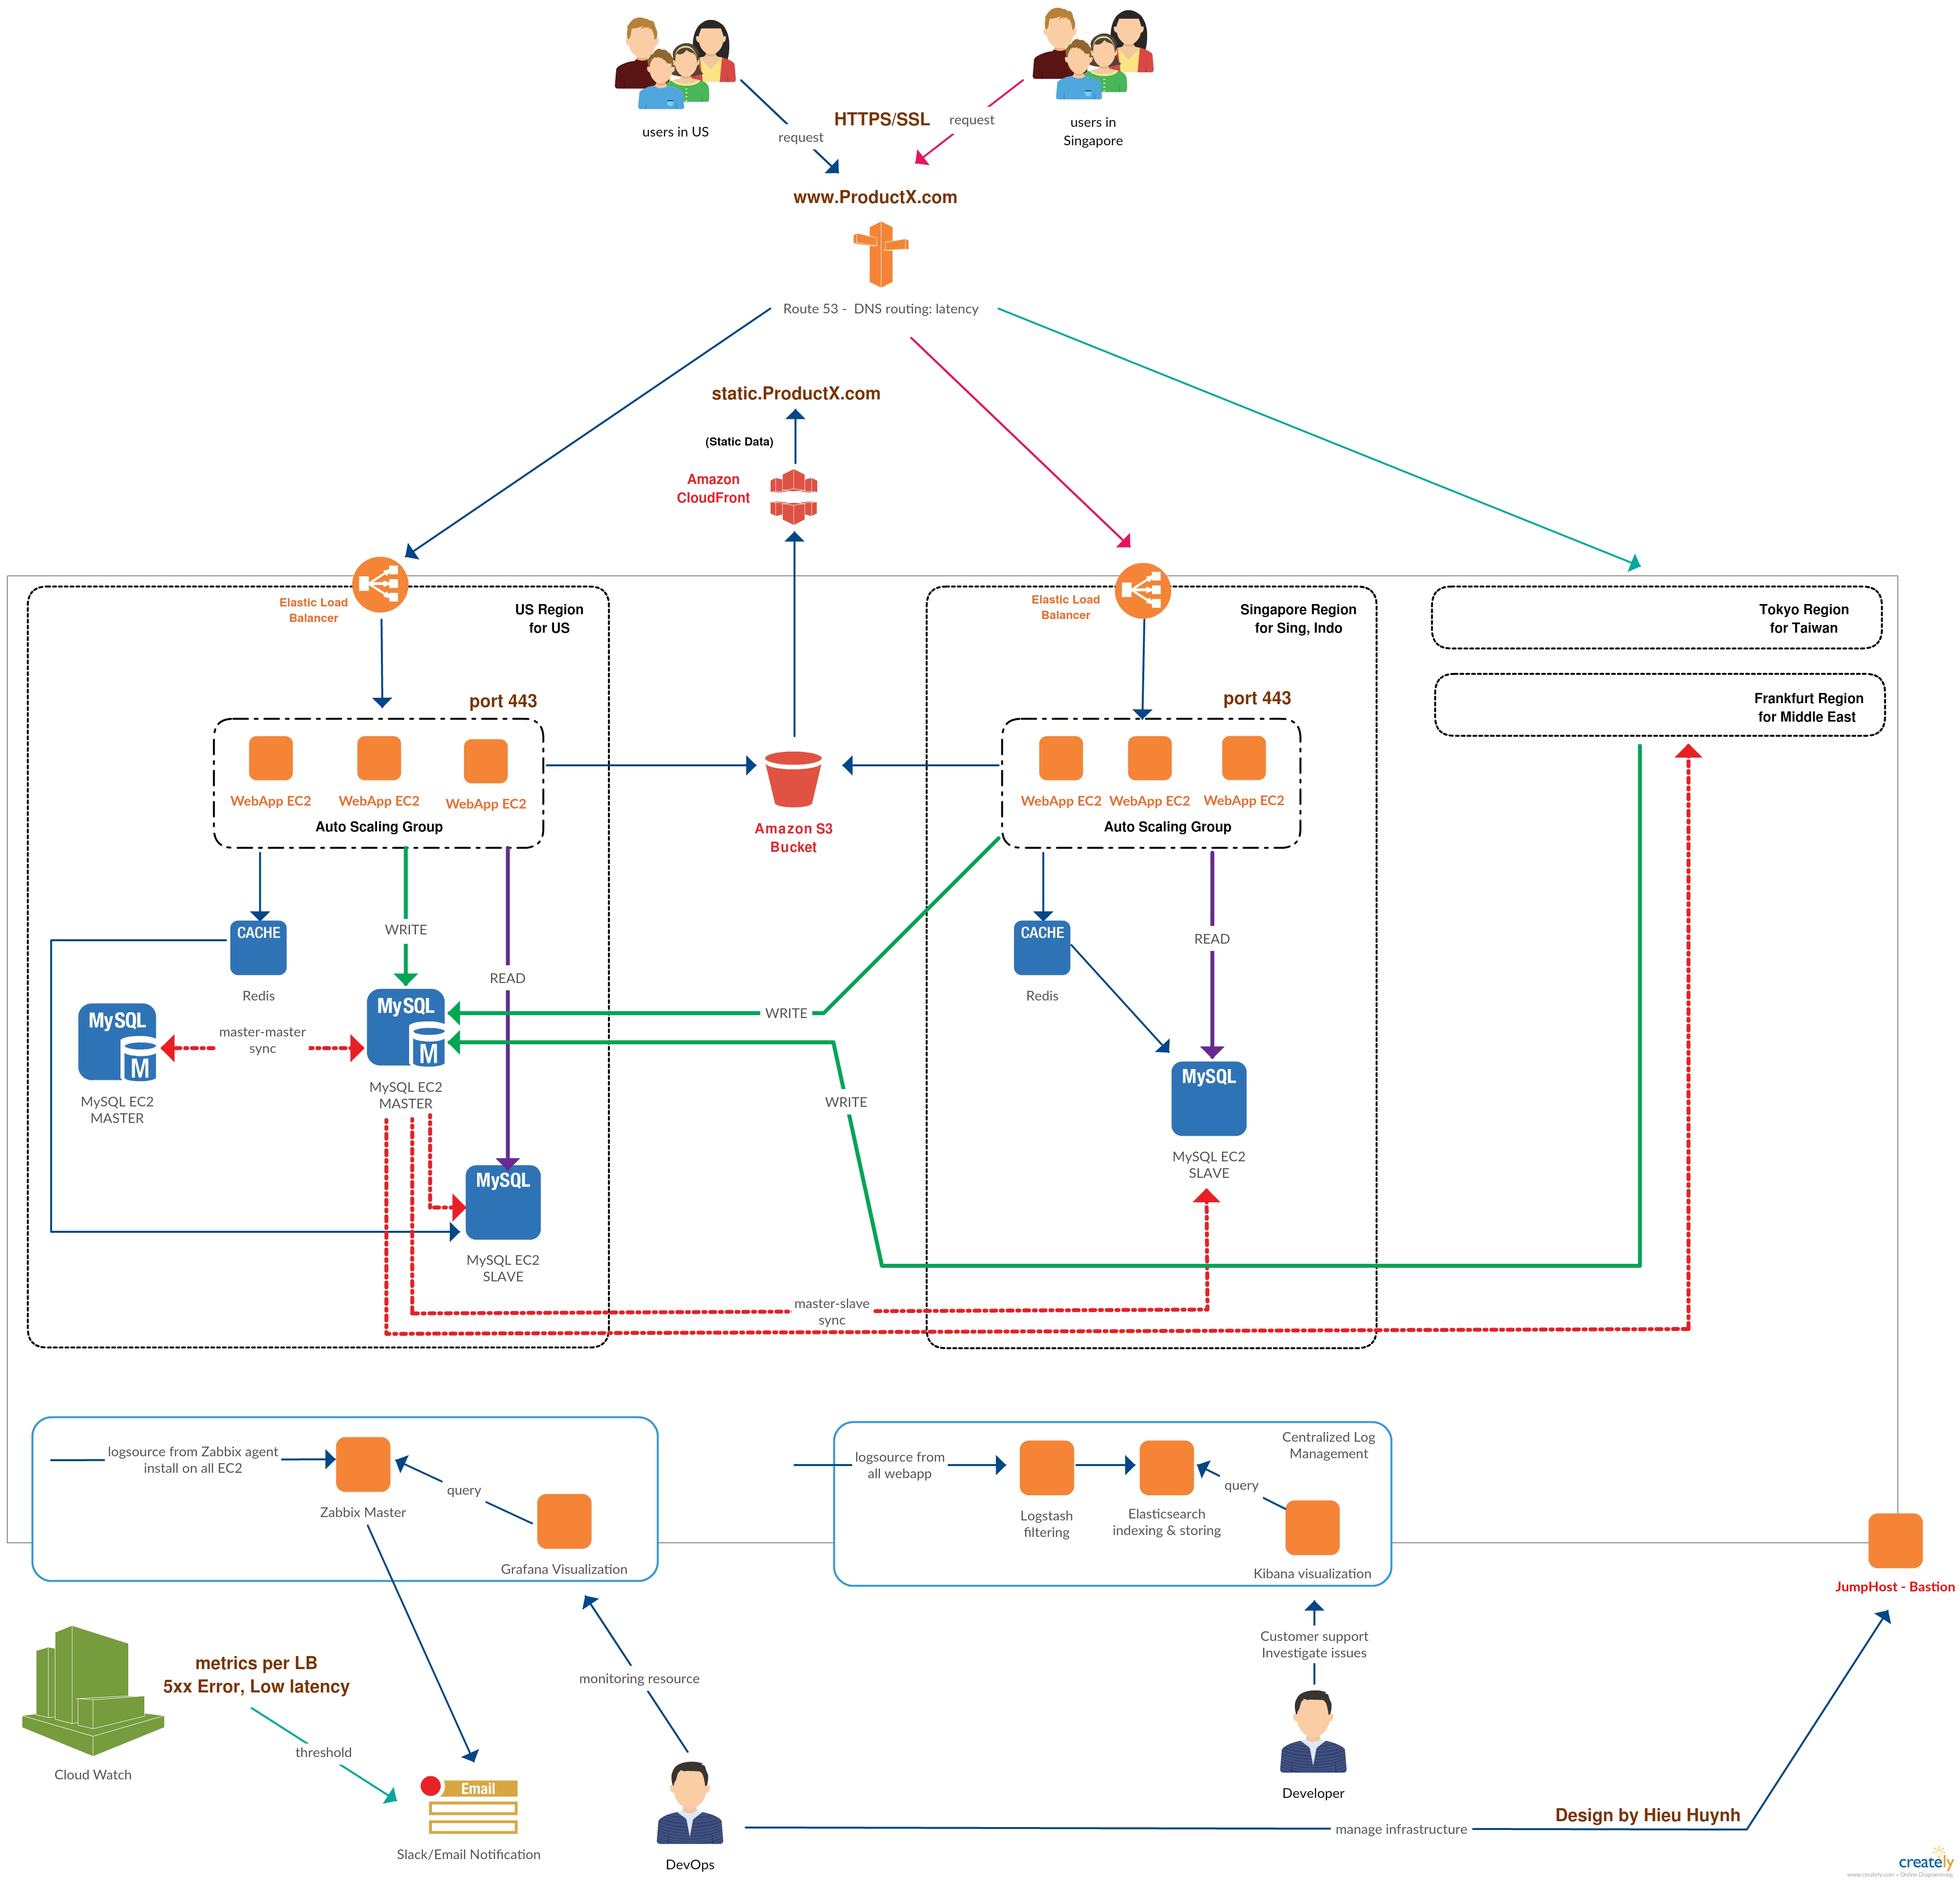 users in US
users in
Singapore
HTTPS/SSL
request
request
www.ProductX.com
Route 53 -  DNS routing: latency
static.ProductX.com
(Static Data)
Amazon
CloudFront
Elastic Load
Balancer
US Region
for US
port 443
WebApp EC2
WebApp EC2
WebApp EC2
Auto Scaling Group
Amazon S3
Bucket
Elastic Load
Balancer
Singapore Region
for Sing, Indo
port 443
WebApp EC2
WebApp EC2
WebApp EC2
Auto Scaling Group
Tokyo Region
for Taiwan
Frankfurt Region
for Middle East
CACHE
Redis
WRITE
READ
MySQL
M
MySQL EC2
MASTER
master-master
sync
MySQL
M
MySQL EC2
MASTER
MySQL
MySQL EC2
SLAVE
WRITE
WRITE
CACHE
Redis
READ
MySQL
MySQL EC2
SLAVE
master-slave
sync
logsource from Zabbix agent
install on all EC2
Zabbix Master
query
Grafana Visualization
logsource from
all webapp
Logstash
filtering
Elasticsearch
indexing & storing
query
Centralized Log
Management
Kibana visualization
JumpHost - Bastion
metrics per LB
5xx Error, Low latency
Cloud Watch
threshold
Email
Slack/Email Notification
monitoring resource
DevOps
Customer support
Investigate issues
Developer
manage infrastructure
Design by Hieu Huynh
creately
www.creately.com • Online Diagramming